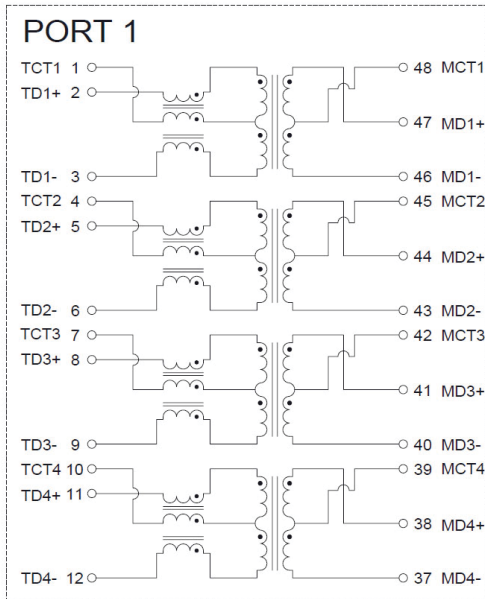 PORT 1
TCT1 1 48 MCT1
TD1+ 2
47 MD1+
TD1- 3 46 MD1-
TCT2 4 45 MCT2
TD2+ 5
44 MD2+
TD2- 6 43 MD2-
TCT3 7 42 MCT3
TD3+ 8
41 MD3+
TD3- 9 40 MD3-
TCT4 10 39 MCT4
TD4+ 11
38 MD4+
TD4- 12 37 MD4-